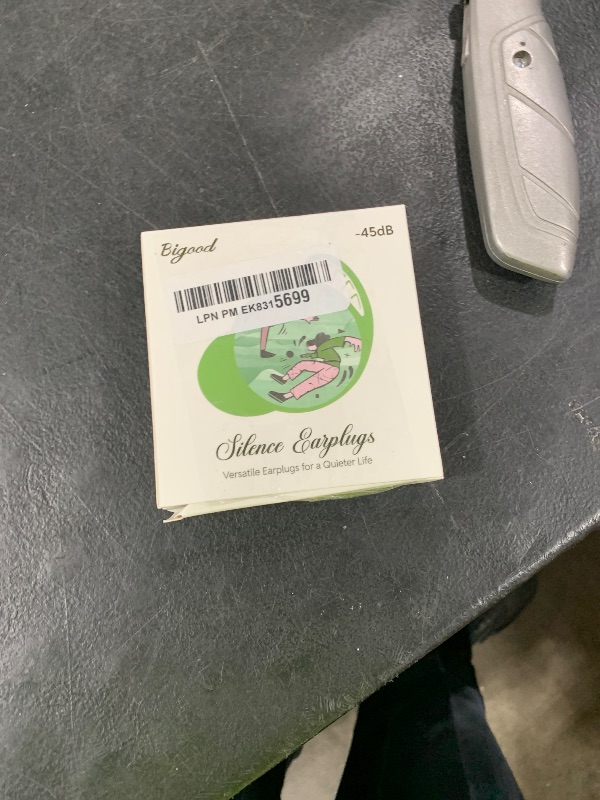 Bigood
-45dB
LPN PM EK8315699
Silence Earplugs
Versatile Earplugs for a Quieter Life